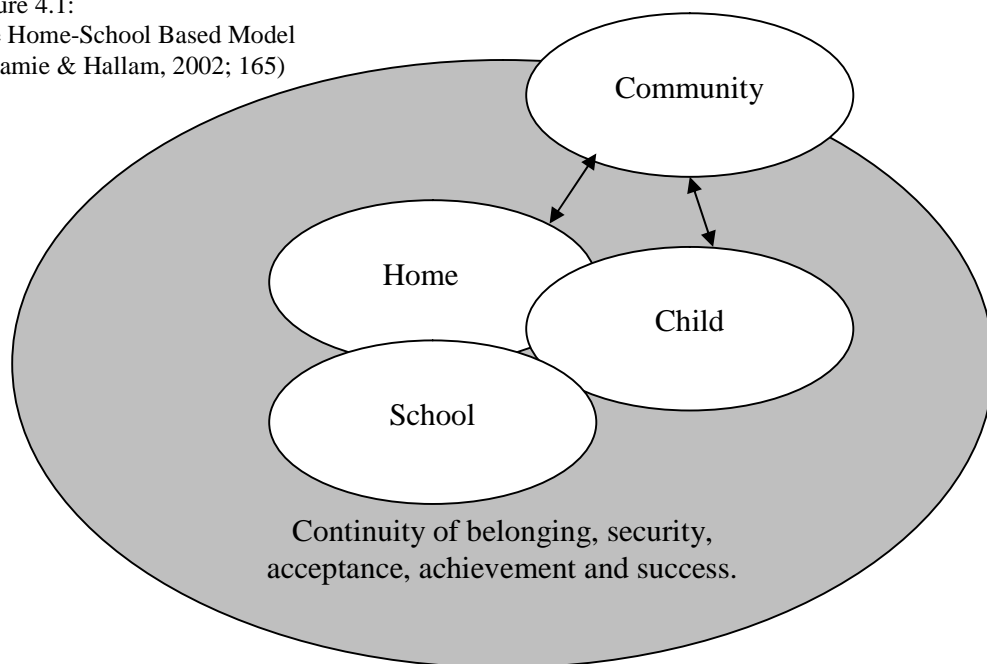 ure 4.1:
Home-School Based Model
amie & Hallam, 2002; 165)
Community
Home
Child
School
Continuity of belonging, security,
acceptance, achievement and success.